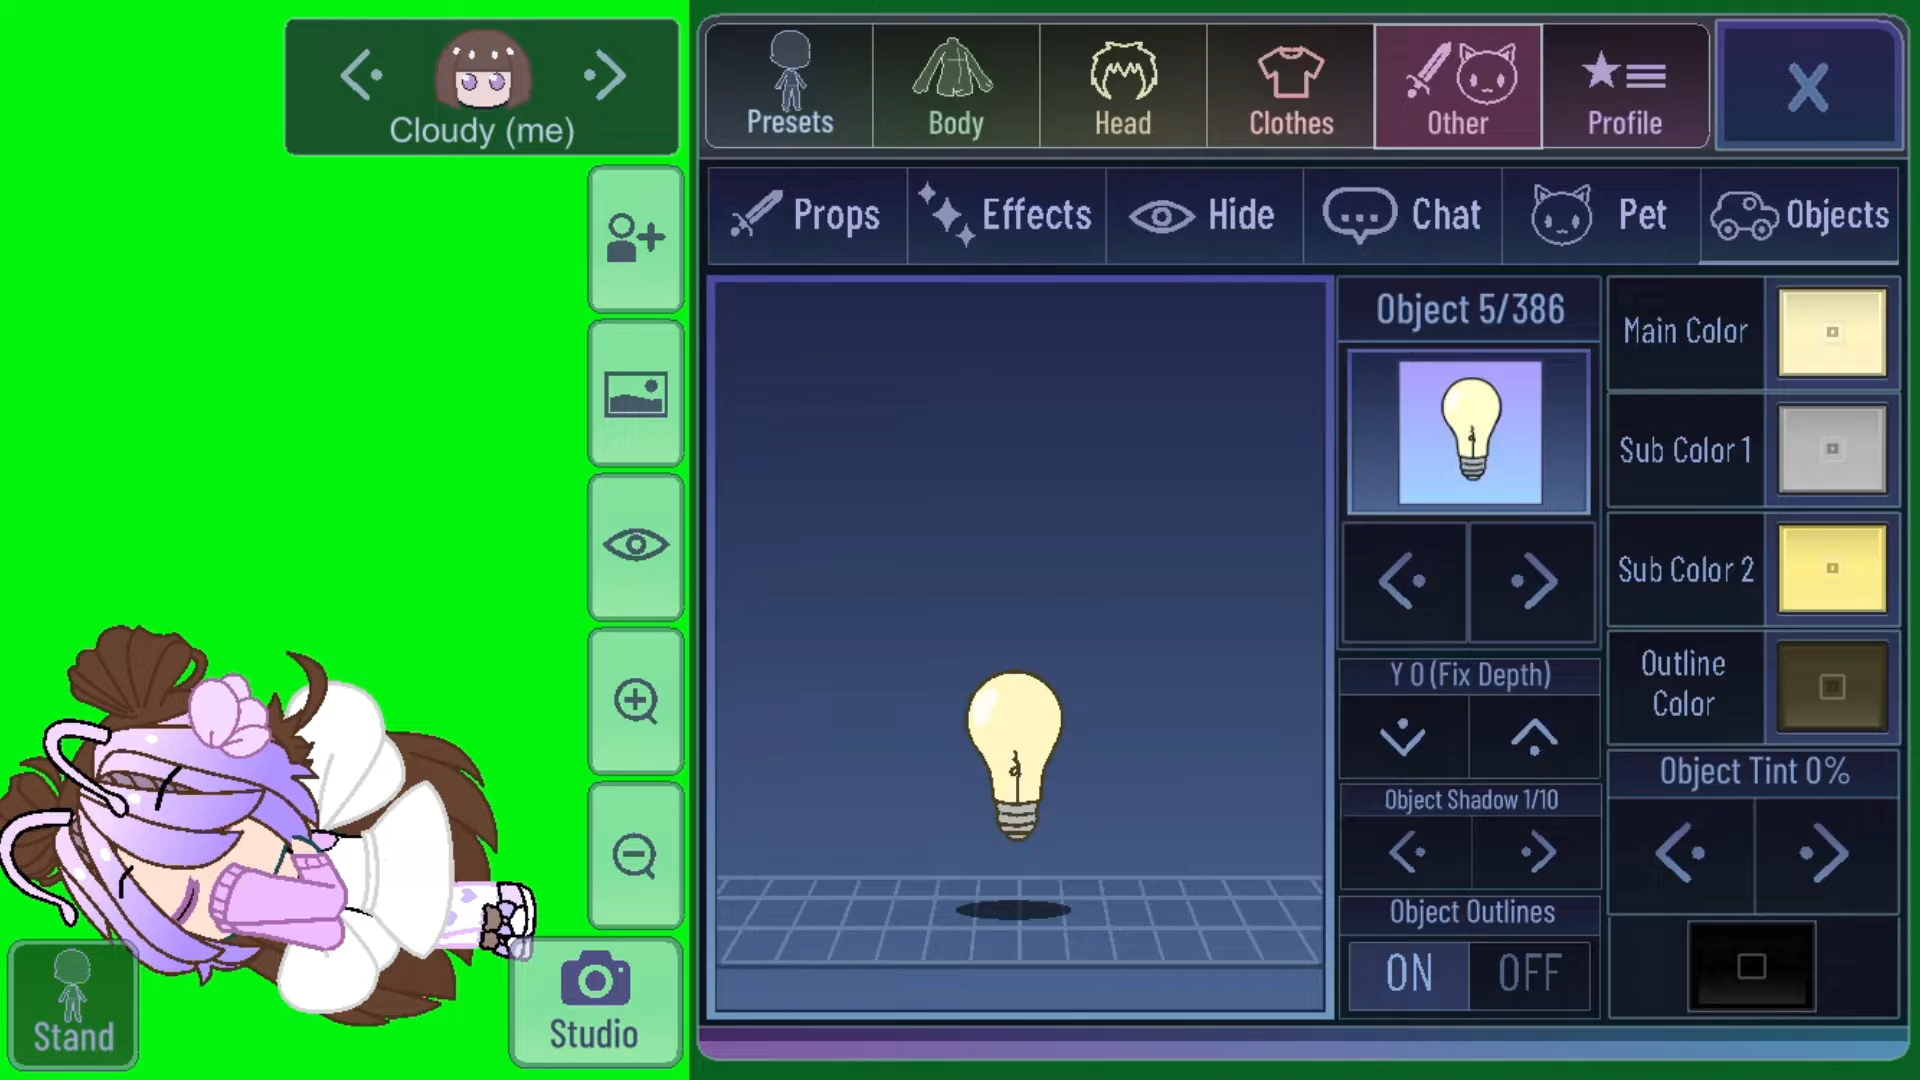 Cloudy (me)
Presets
Body
Head
Clothes
Other
Profile
X
Props
Effects
Hide
Chat
Pet
Objects
Object 5/386
Main Color
Sub Color 1
Sub Color 2
Outline
Color
Y 0 (Fix Depth)
Object Shadow 1/10
Object Outlines
ON
OFF
Object Tint 0%
Stand
Studio